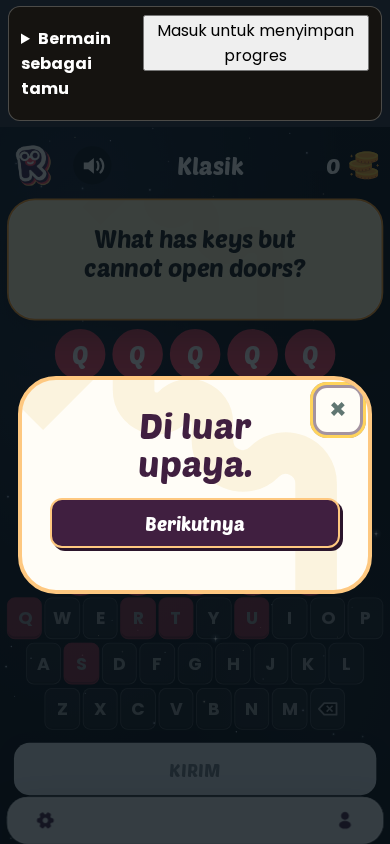 ▶ Bermain
sebagai
tamu
Masuk untuk menyimpan
progres
R
Klasik
0
What has keys but
cannot open doors?
Q Q Q Q Q
Di luar
upaya.
×
Berikutnya
Q W E R T Y U I O P
A S D F G H J K L
Z X C V B N M
KIRIM